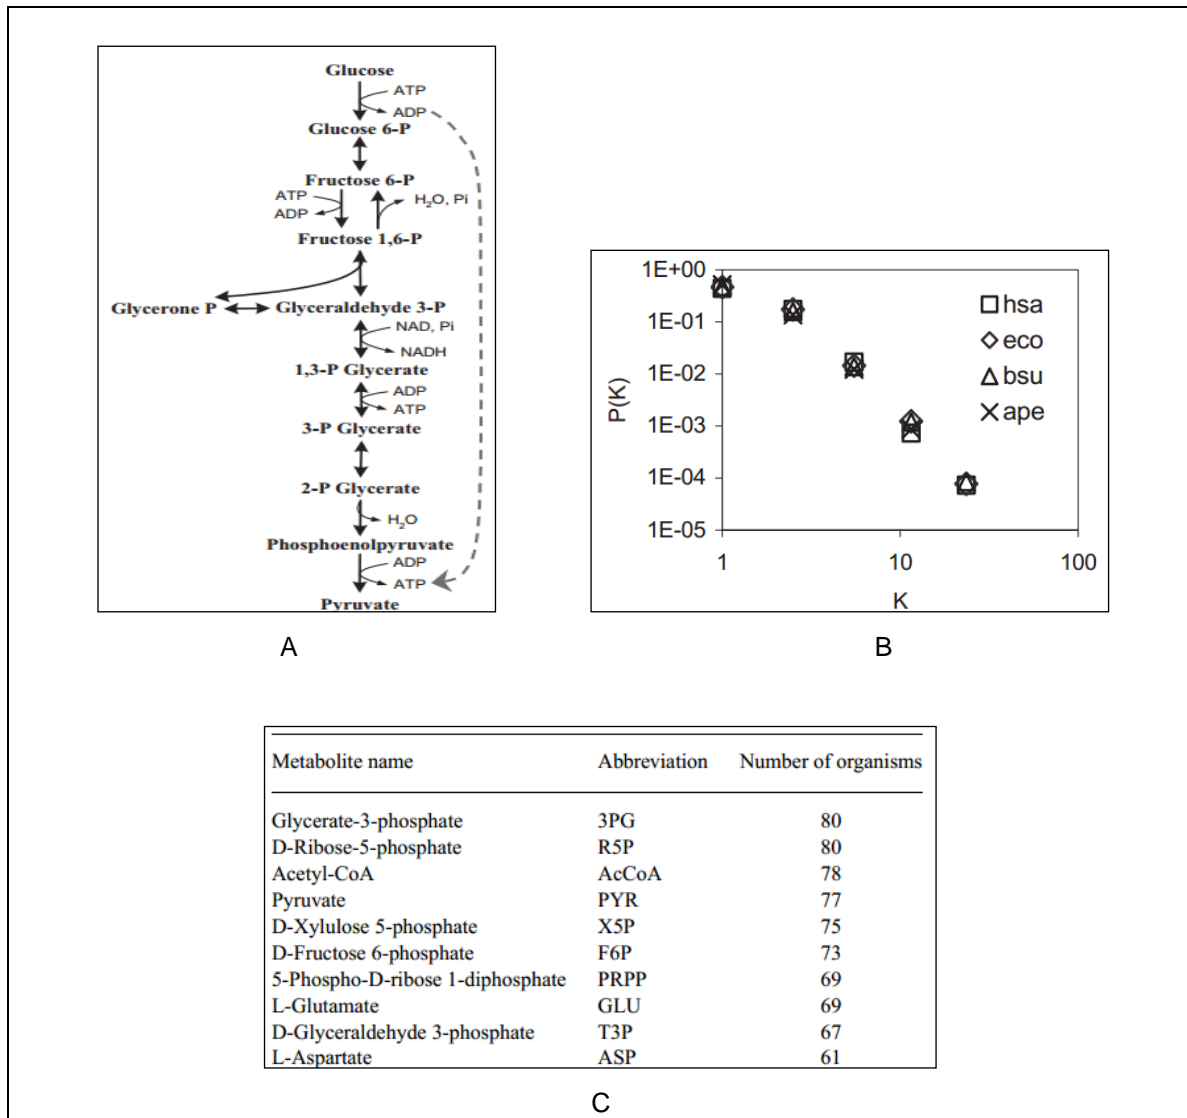 Glucose
ATP
ADP
Glucose 6-P
Fructose 6-P
ATP
H₂O, Pi
ADP
Fructose 1,6-P
Glycerone P
Glyceraldehyde 3-P
NAD, Pi
NADH
1,3-P Glycerate
ADP
ATP
3-P Glycerate
2-P Glycerate
H₂O
Phosphoenolpyruvate
ADP
ATP
Pyruvate
A
1E+00
1E-01
1E-02
1E-03
1E-04
1E-05
P(K)
1 10 100
K
hsa
eco
bsu
ape
B
Metabolite name Abbreviation Number of organisms
Glycerate-3-phosphate 3PG 80
D-Ribose-5-phosphate R5P 80
Acetyl-CoA AcCoA 78
Pyruvate PYR 77
D-Xylulose 5-phosphate X5P 75
D-Fructose 6-phosphate F6P 73
5-Phospho-D-ribose 1-diphosphate PRPP 69
L-Glutamate GLU 69
D-Glyceraldehyde 3-phosphate T3P 67
L-Aspartate ASP 61
C